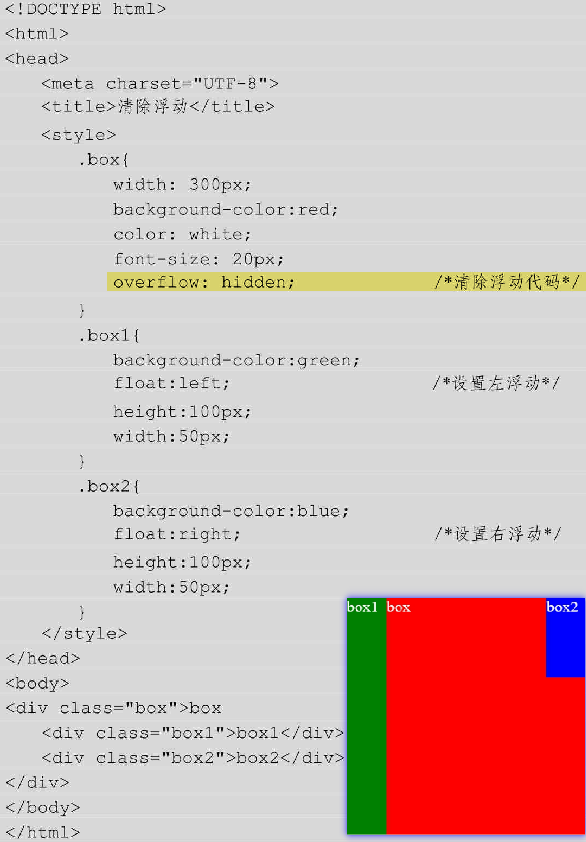 <!DOCTYPE html>
<html>
<head>
<meta charset="UTF-8">
<title>清除浮动</title>
<style>
.box{
width: 300px;
background-color:red;
color: white;
font-size: 20px;
overflow: hidden; /*清除浮动代码*/
}
.box1{
background-color:green;
float:left; /*设置左浮动*/
height:100px;
width:50px;
}
.box2{
background-color:blue;
float:right; /*设置右浮动*/
height:100px;
width:50px;
}
</style>
</head>
<body>
<div class="box">box
<div class="box1">box1</div>
<div class="box2">box2</div>
</div>
</body>
</html>
box1 box box2